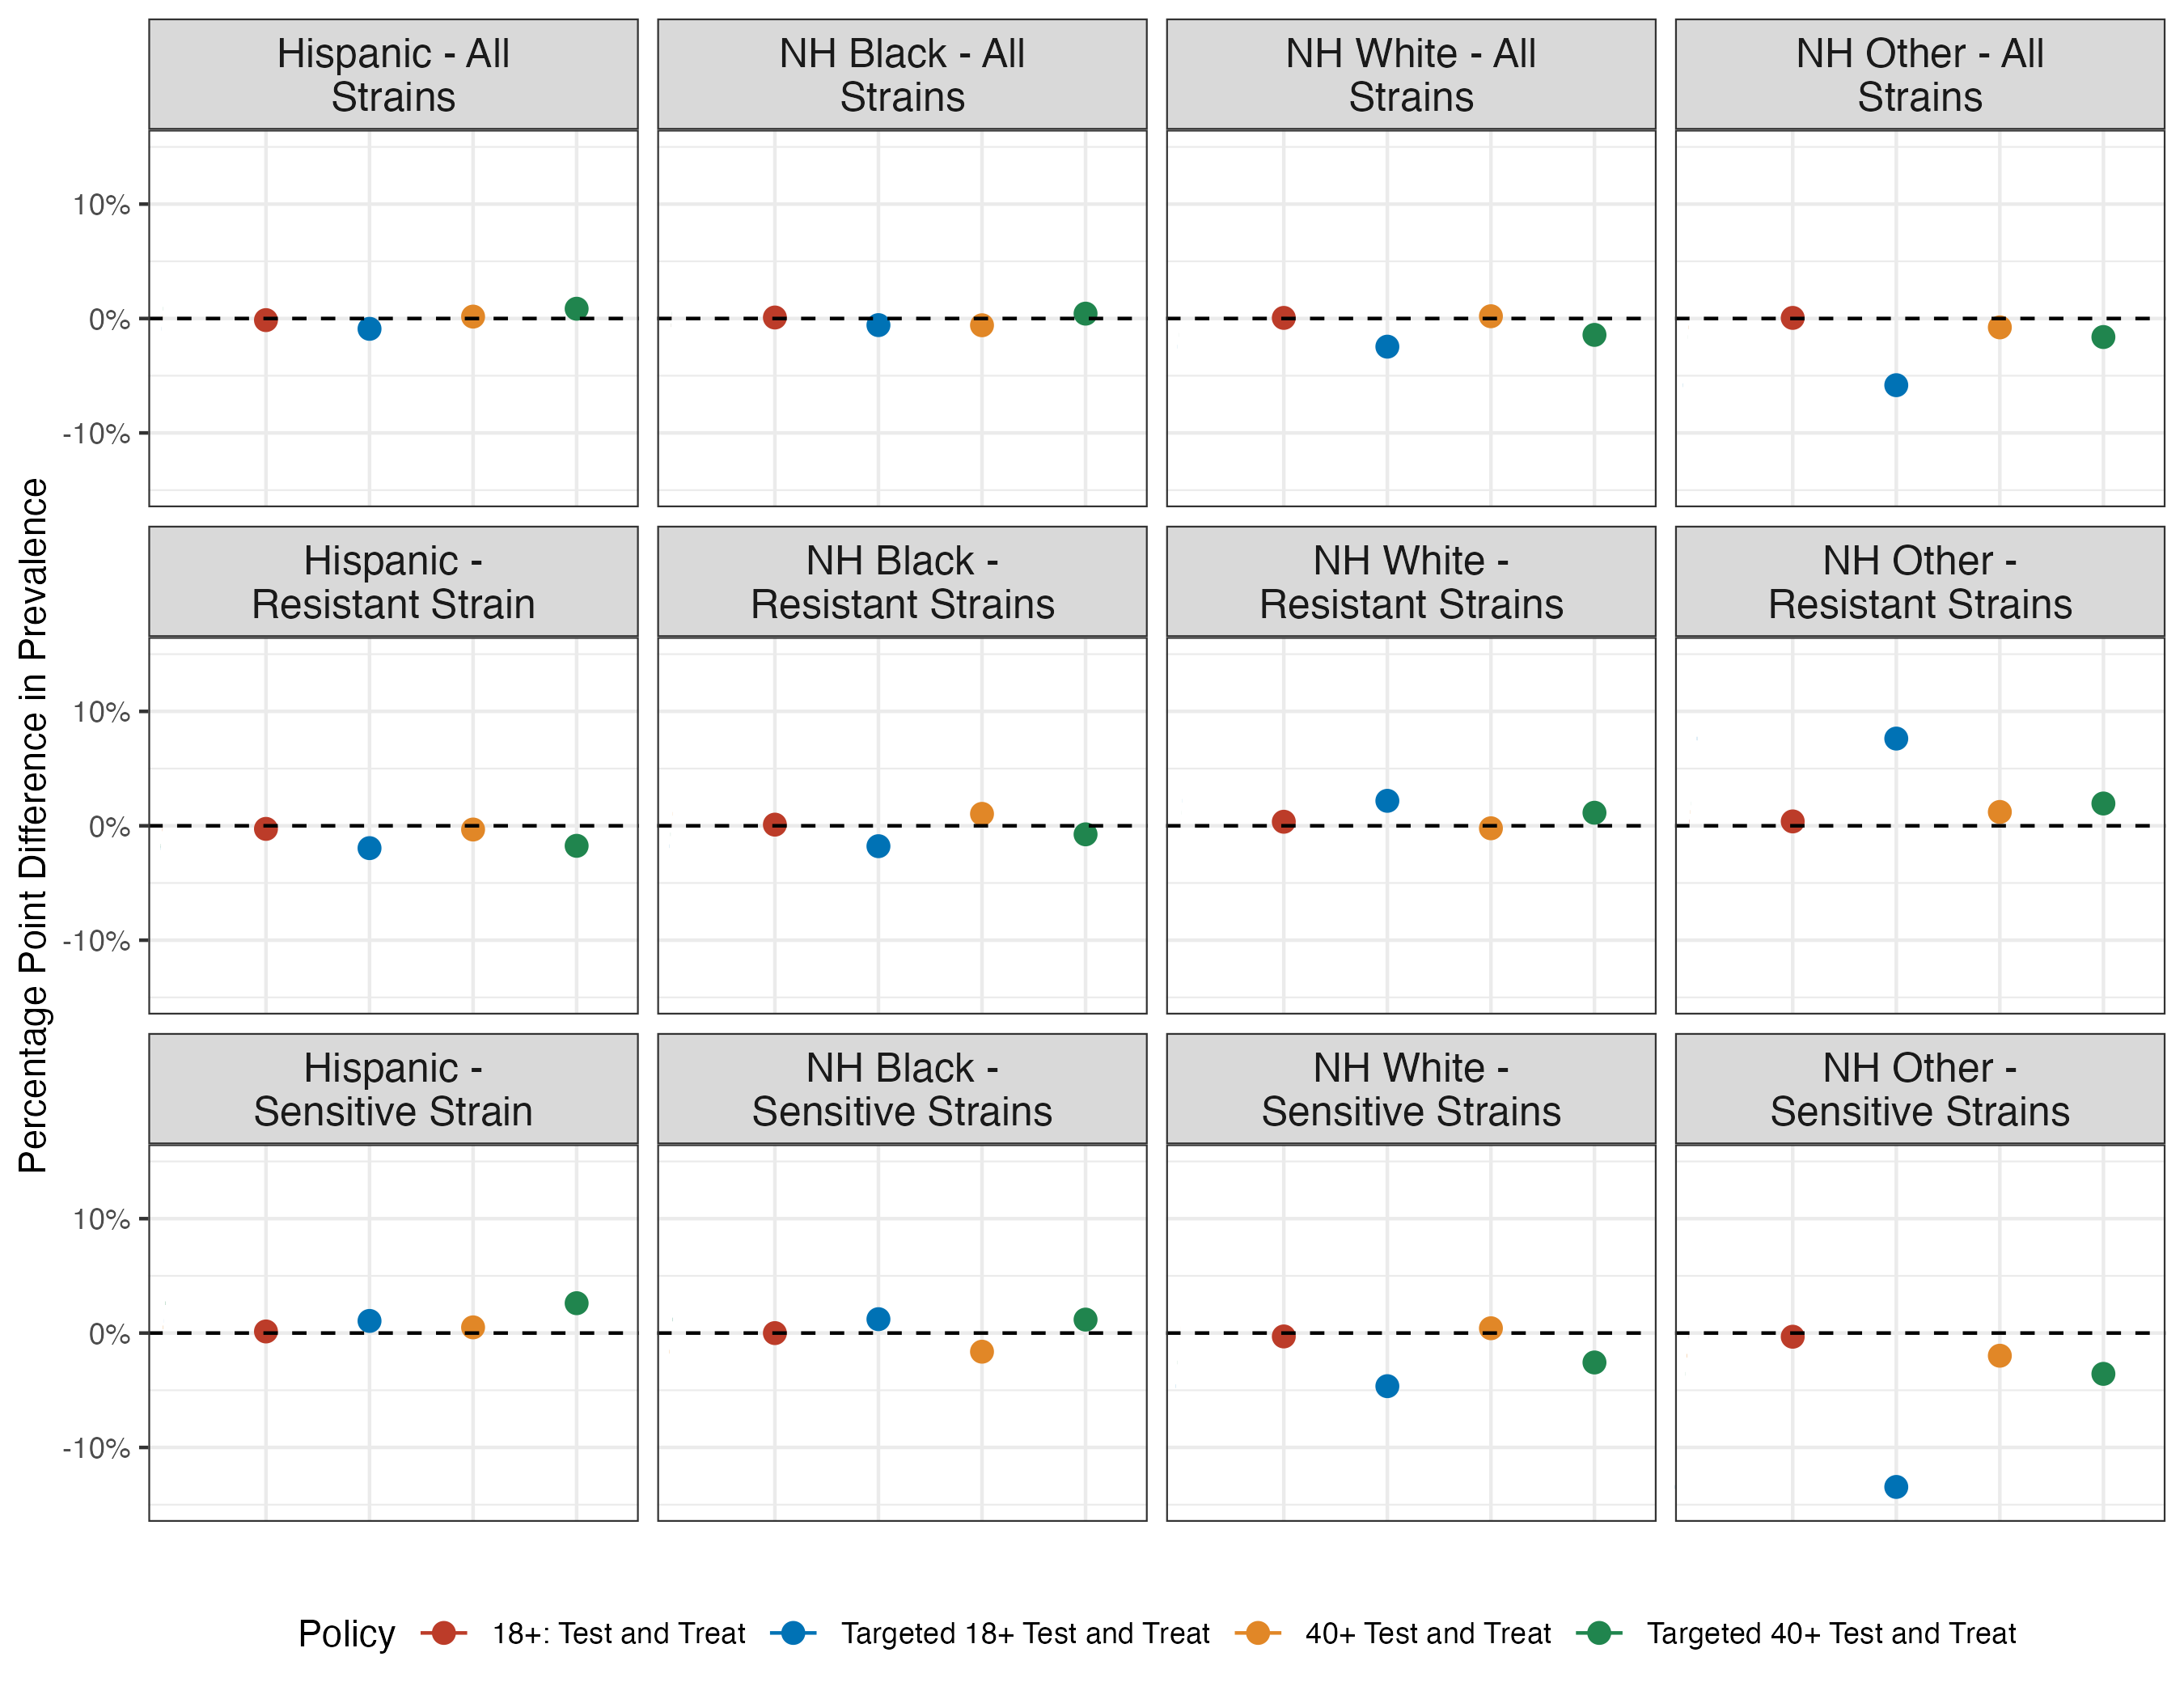 Hispanic - All
Strains
NH Black - All
Strains
NH White - All
Strains
NH Other - All
Strains
10%
0%
-10%
Percentage Point Difference in Prevalence
Hispanic -
Resistant Strain
NH Black -
Resistant Strains
NH White -
Resistant Strains
NH Other -
Resistant Strains
10%
0%
-10%
Hispanic -
Sensitive Strain
NH Black -
Sensitive Strains
NH White -
Sensitive Strains
NH Other -
Sensitive Strains
10%
0%
-10%
Policy 18+: Test and Treat Targeted 18+ Test and Treat 40+ Test and Treat Targeted 40+ Test and Treat